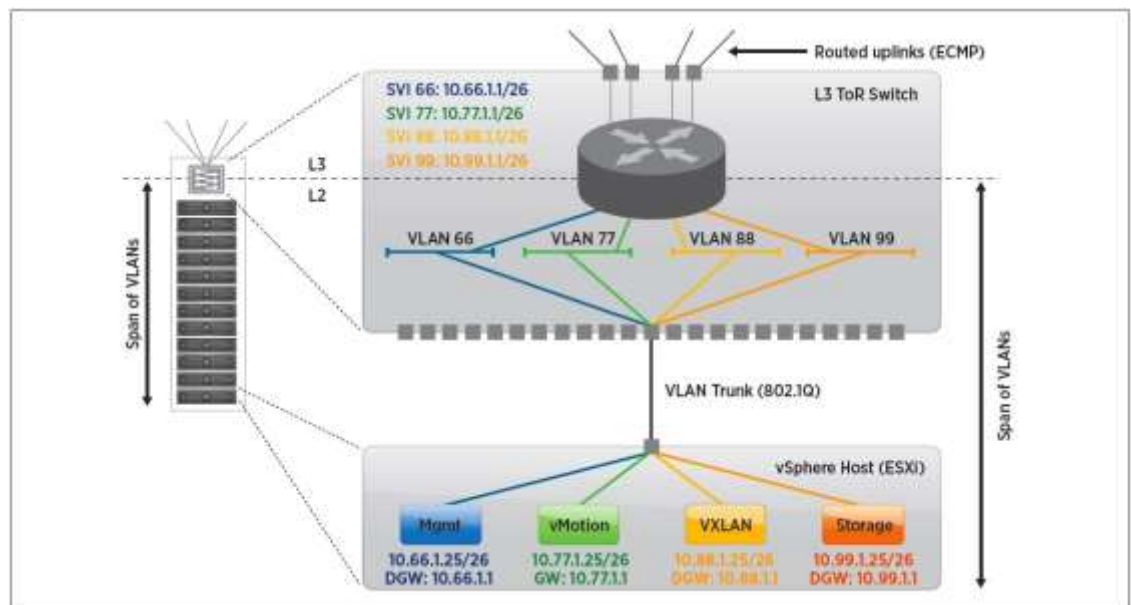 Routed uplinks (ECMP)
L3 ToR Switch
SVI 66: 10.66.1.1/26
SVI 77: 10.77.1.1/26
SVI 88: 10.88.1.1/26
SVI 99: 10.99.1.1/26
L3
L2
Span of VLANs
VLAN 66
VLAN 77
VLAN 88
VLAN 99
VLAN Trunk (802.1Q)
Span of VLANs
vSphere Host (ESXi)
Mgmt
vMotion
VXLAN
Storage
10.66.1.25/26
DGW: 10.66.1.1
10.77.1.25/26
GW: 10.77.1.1
10.88.1.25/26
DGW: 10.88.1.1
10.99.1.25/26
DGW: 10.99.1.1